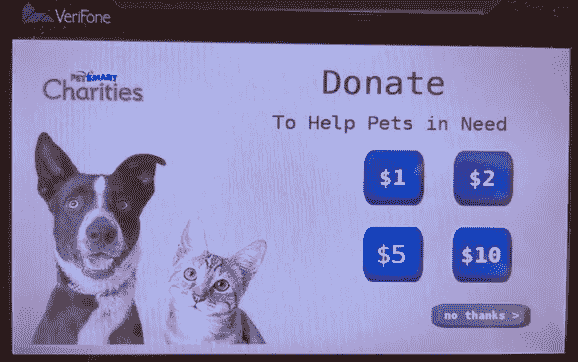 VeriFone
PETSMART
Charities
Donate
To Help Pets in Need
$1
$2
$5
$10
no thanks >